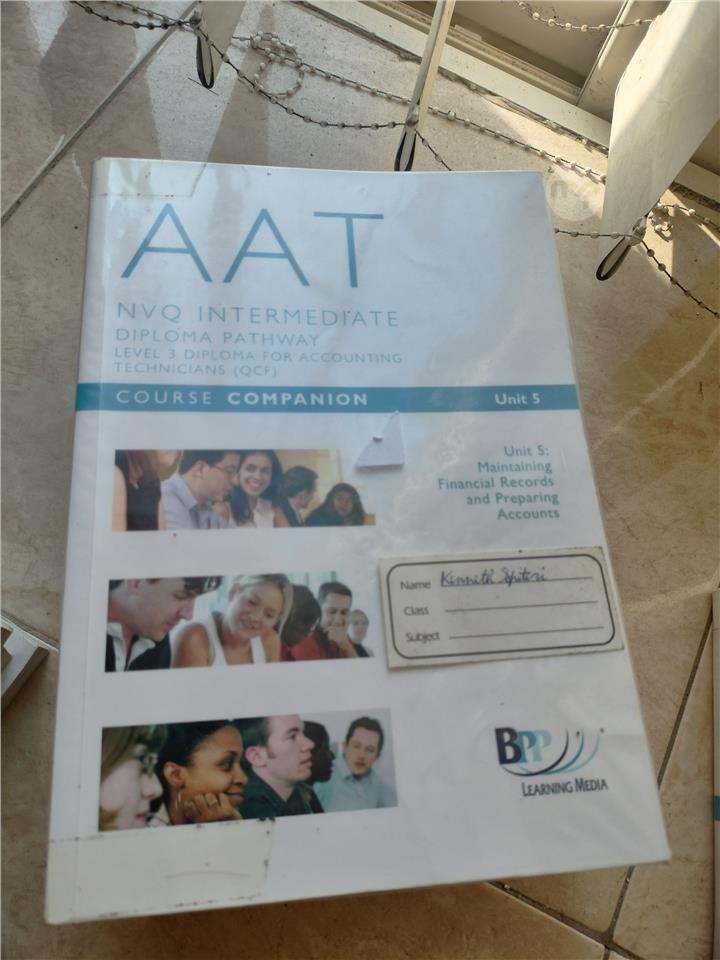 AAT
NVQ INTERMEDIATE
DIPLOMA PATHWAY
LEVEL 3 DIPLOMA FOR ACCOUNTING
TECHNICIANS (QCF)
COURSE COMPANION Unit 5
Unit 5:
Maintaining
Financial Records
and Preparing
Accounts
Name
Class
Subject
BPP
LEARNING MEDIA